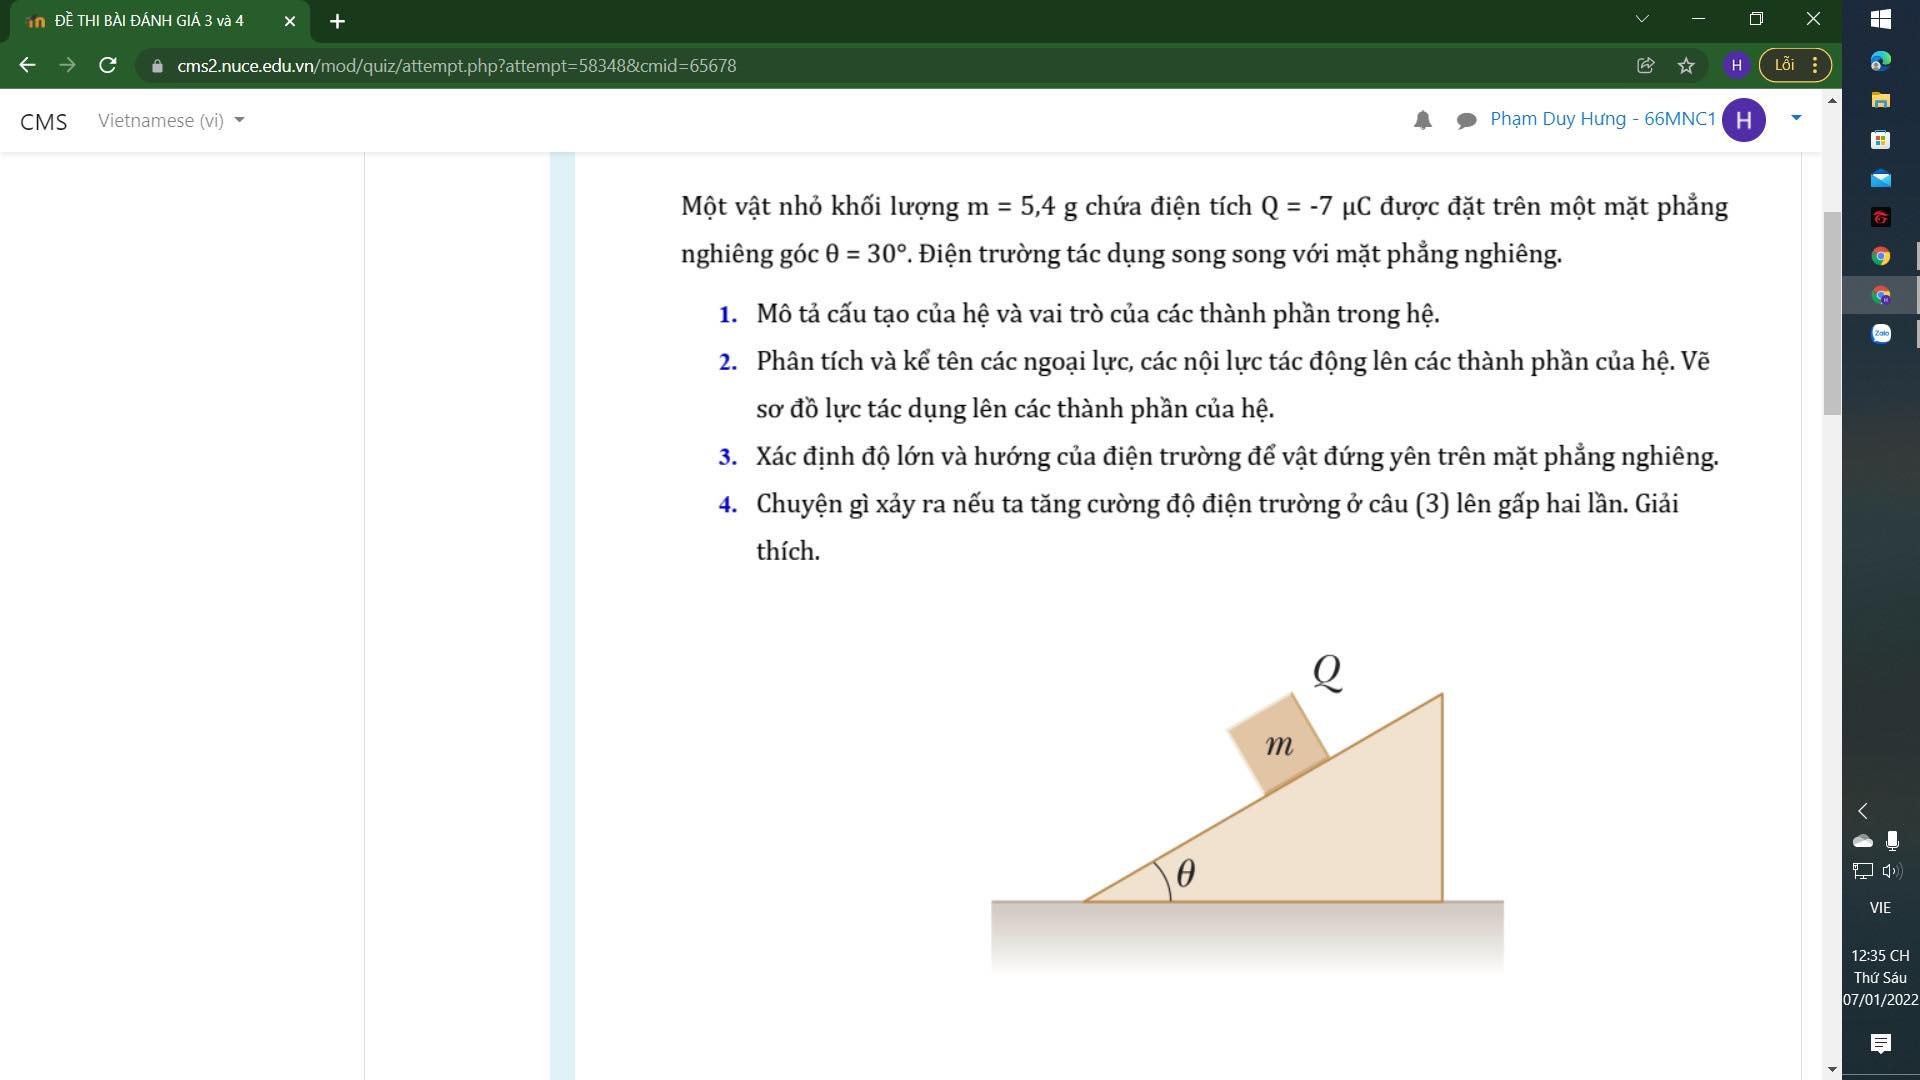 ĐỀ THI BÀI ĐÁNH GIÁ 3 và 4
cms2.nuce.edu.vn/mod/quiz/attempt.php?attempt=58348&cmid=65678
H
Lỗi
CMS
Vietnamese (vi)
Phạm Duy Hưng - 66MNC1
H
Một vật nhỏ khối lượng m = 5,4 g chứa điện tích Q = -7 µC được đặt trên một mặt phẳng
nghiêng góc θ = 30°. Điện trường tác dụng song song với mặt phẳng nghiêng.
1. Mô tả cấu tạo của hệ và vai trò của các thành phần trong hệ.
2. Phân tích và kể tên các ngoại lực, các nội lực tác động lên các thành phần của hệ. Vẽ
sơ đồ lực tác dụng lên các thành phần của hệ.
3. Xác định độ lớn và hướng của điện trường để vật đứng yên trên mặt phẳng nghiêng.
4. Chuyện gì xảy ra nếu ta tăng cường độ điện trường ở câu (3) lên gấp hai lần. Giải
thích.
Q
m
θ
Zalo
VIE
12:35 CH
Thứ Sáu
07/01/2022